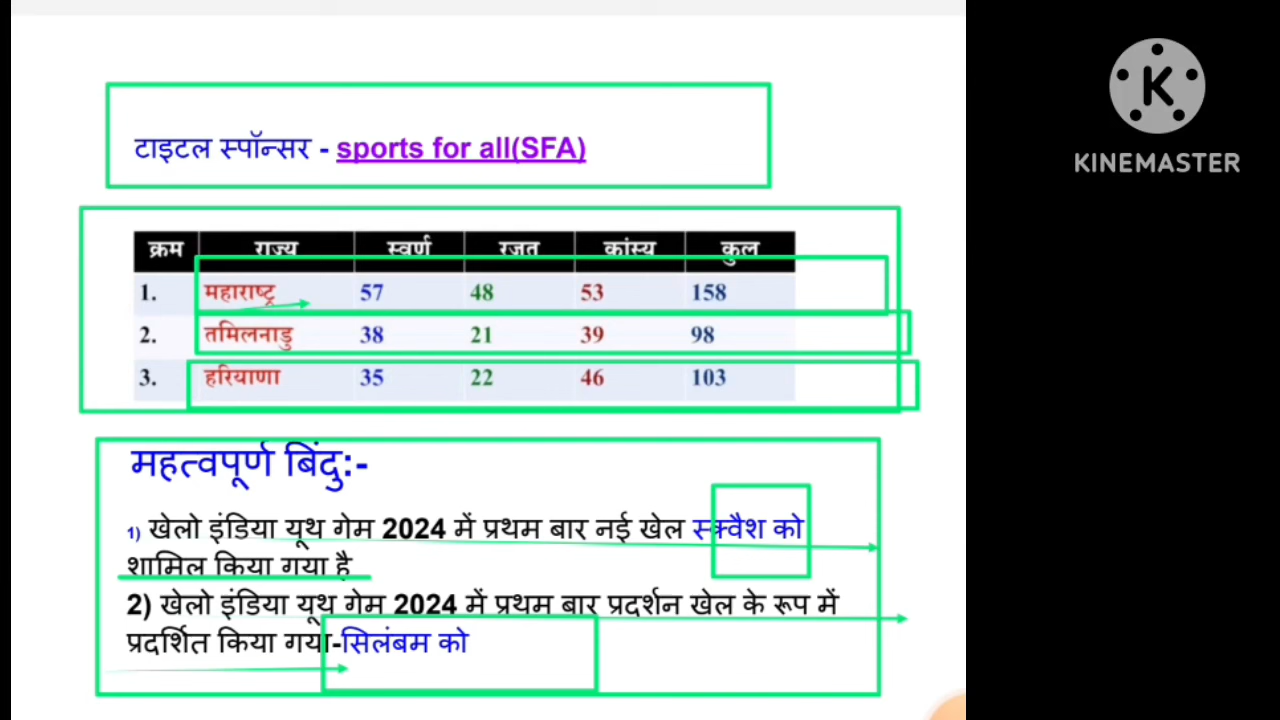 KINEMASTER
टाइटल स्पॉन्सर - sports for all(SFA)
क्रम राज्य स्वर्ण रजत कांस्य कुल
1. महाराष्ट्र 57 48 53 158
2. तमिलनाडु 38 21 39 98
3. हरियाणा 35 22 46 103
महत्वपूर्ण बिंदु:-
1) खेलो इंडिया यूथ गेम 2024 में प्रथम बार नई खेल स्क्वैश को
शामिल किया गया है
2) खेलो इंडिया यूथ गेम 2024 में प्रथम बार प्रदर्शन खेल के रूप में
प्रदर्शित किया गया-सिलंबम को